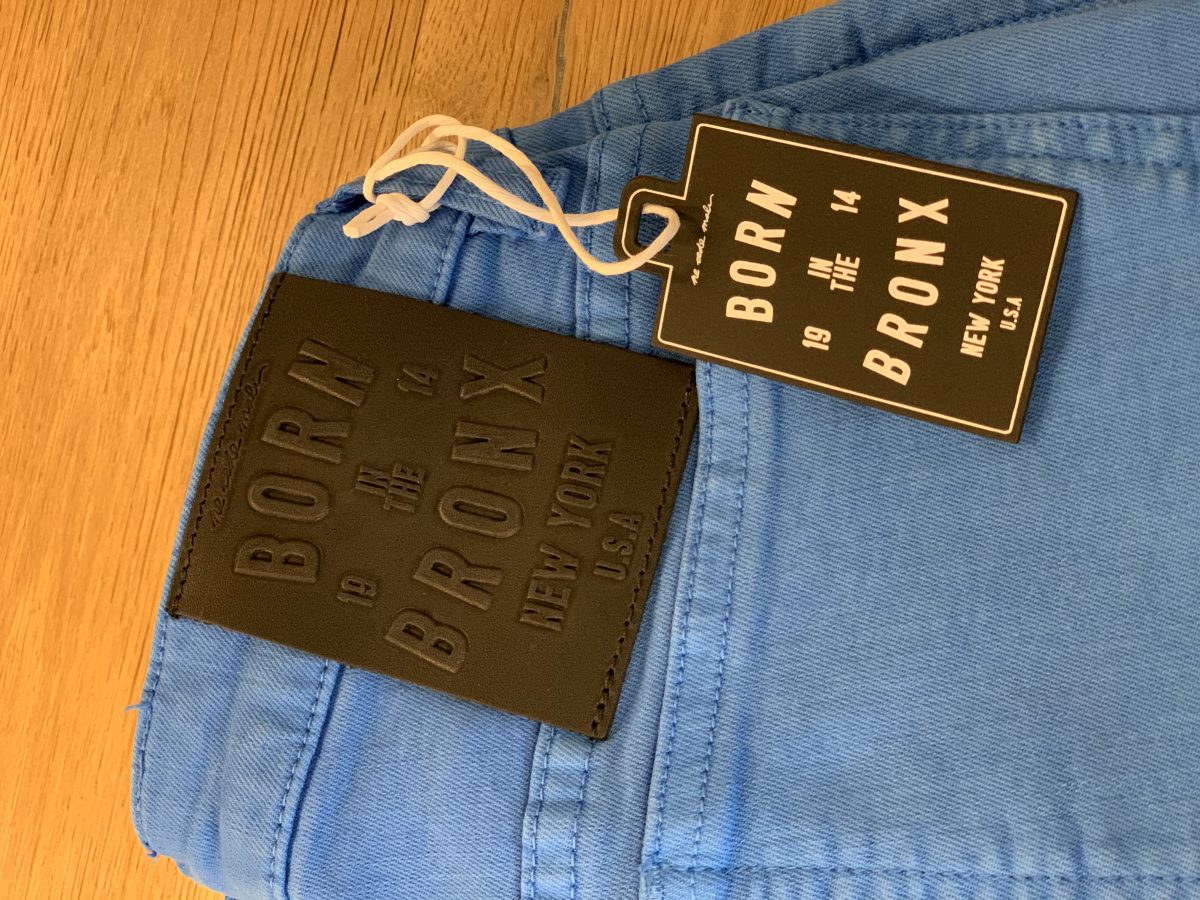 BORN
19 IN THE 14
BRONX
NEW YORK
U.S.A
BORN
19 IN THE 14
BRONX
NEW YORK
U.S.A